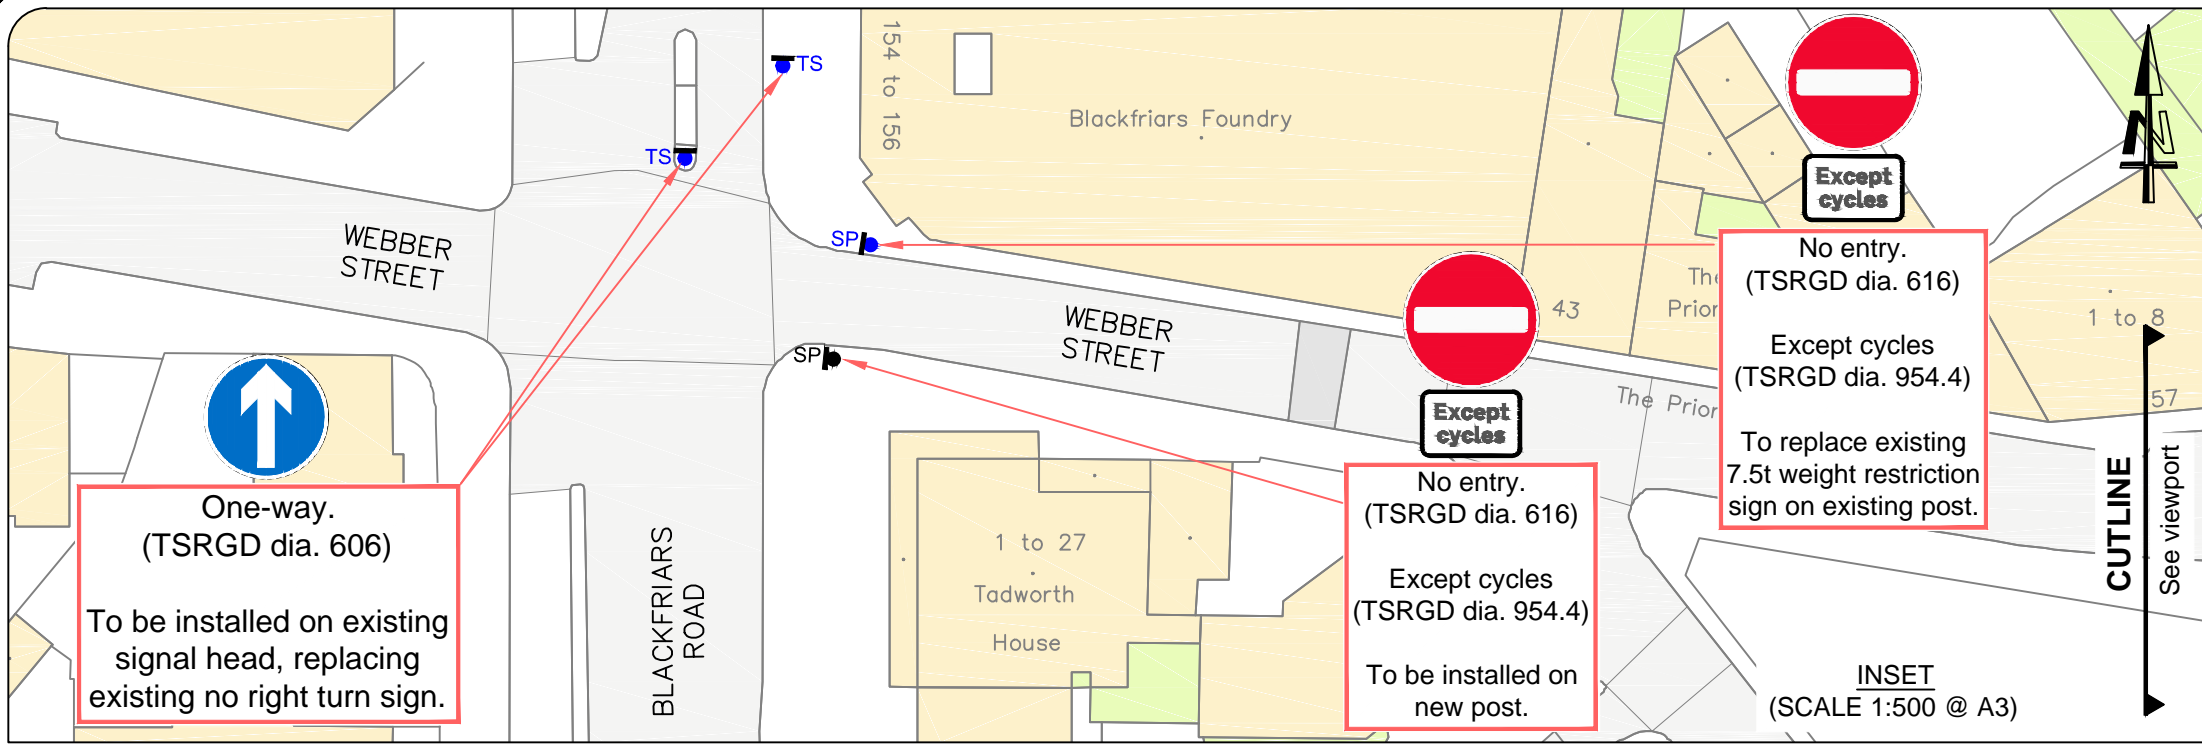 TS
TS
154 to 156
Blackfriars Foundry
Except
cycles
N
WEBBER
STREET
SP
No entry.
(TSRGD dia. 616)
Except cycles
(TSRGD dia. 954.4)
To replace existing
7.5t weight restriction
sign on existing post.
43
The
Prior
1 to 8
WEBBER
STREET
SP
The Prior
57
Except
cycles
One-way.
(TSRGD dia. 606)
To be installed on existing
signal head, replacing
existing no right turn sign.
BLACKFRIARS
ROAD
1 to 27
Tadworth
House
No entry.
(TSRGD dia. 616)
Except cycles
(TSRGD dia. 954.4)
To be installed on
new post.
CUTLINE
See viewport
INSET
(SCALE 1:500 @ A3)